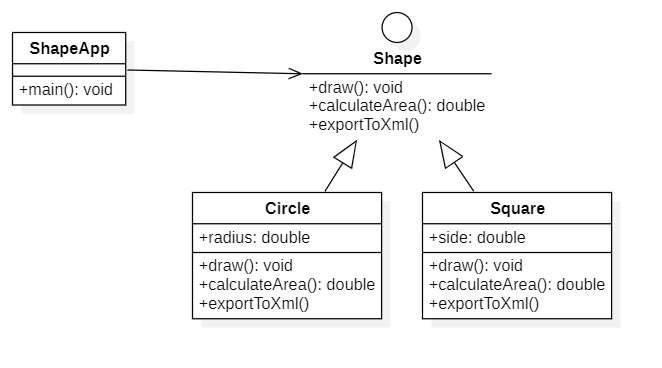 ShapeApp
+main(): void
Shape
+draw(): void
+calculateArea(): double
+exportToXml()
Circle
+radius: double
+draw(): void
+calculateArea(): double
+exportToXml()
Square
+side: double
+draw(): void
+calculateArea(): double
+exportToXml()